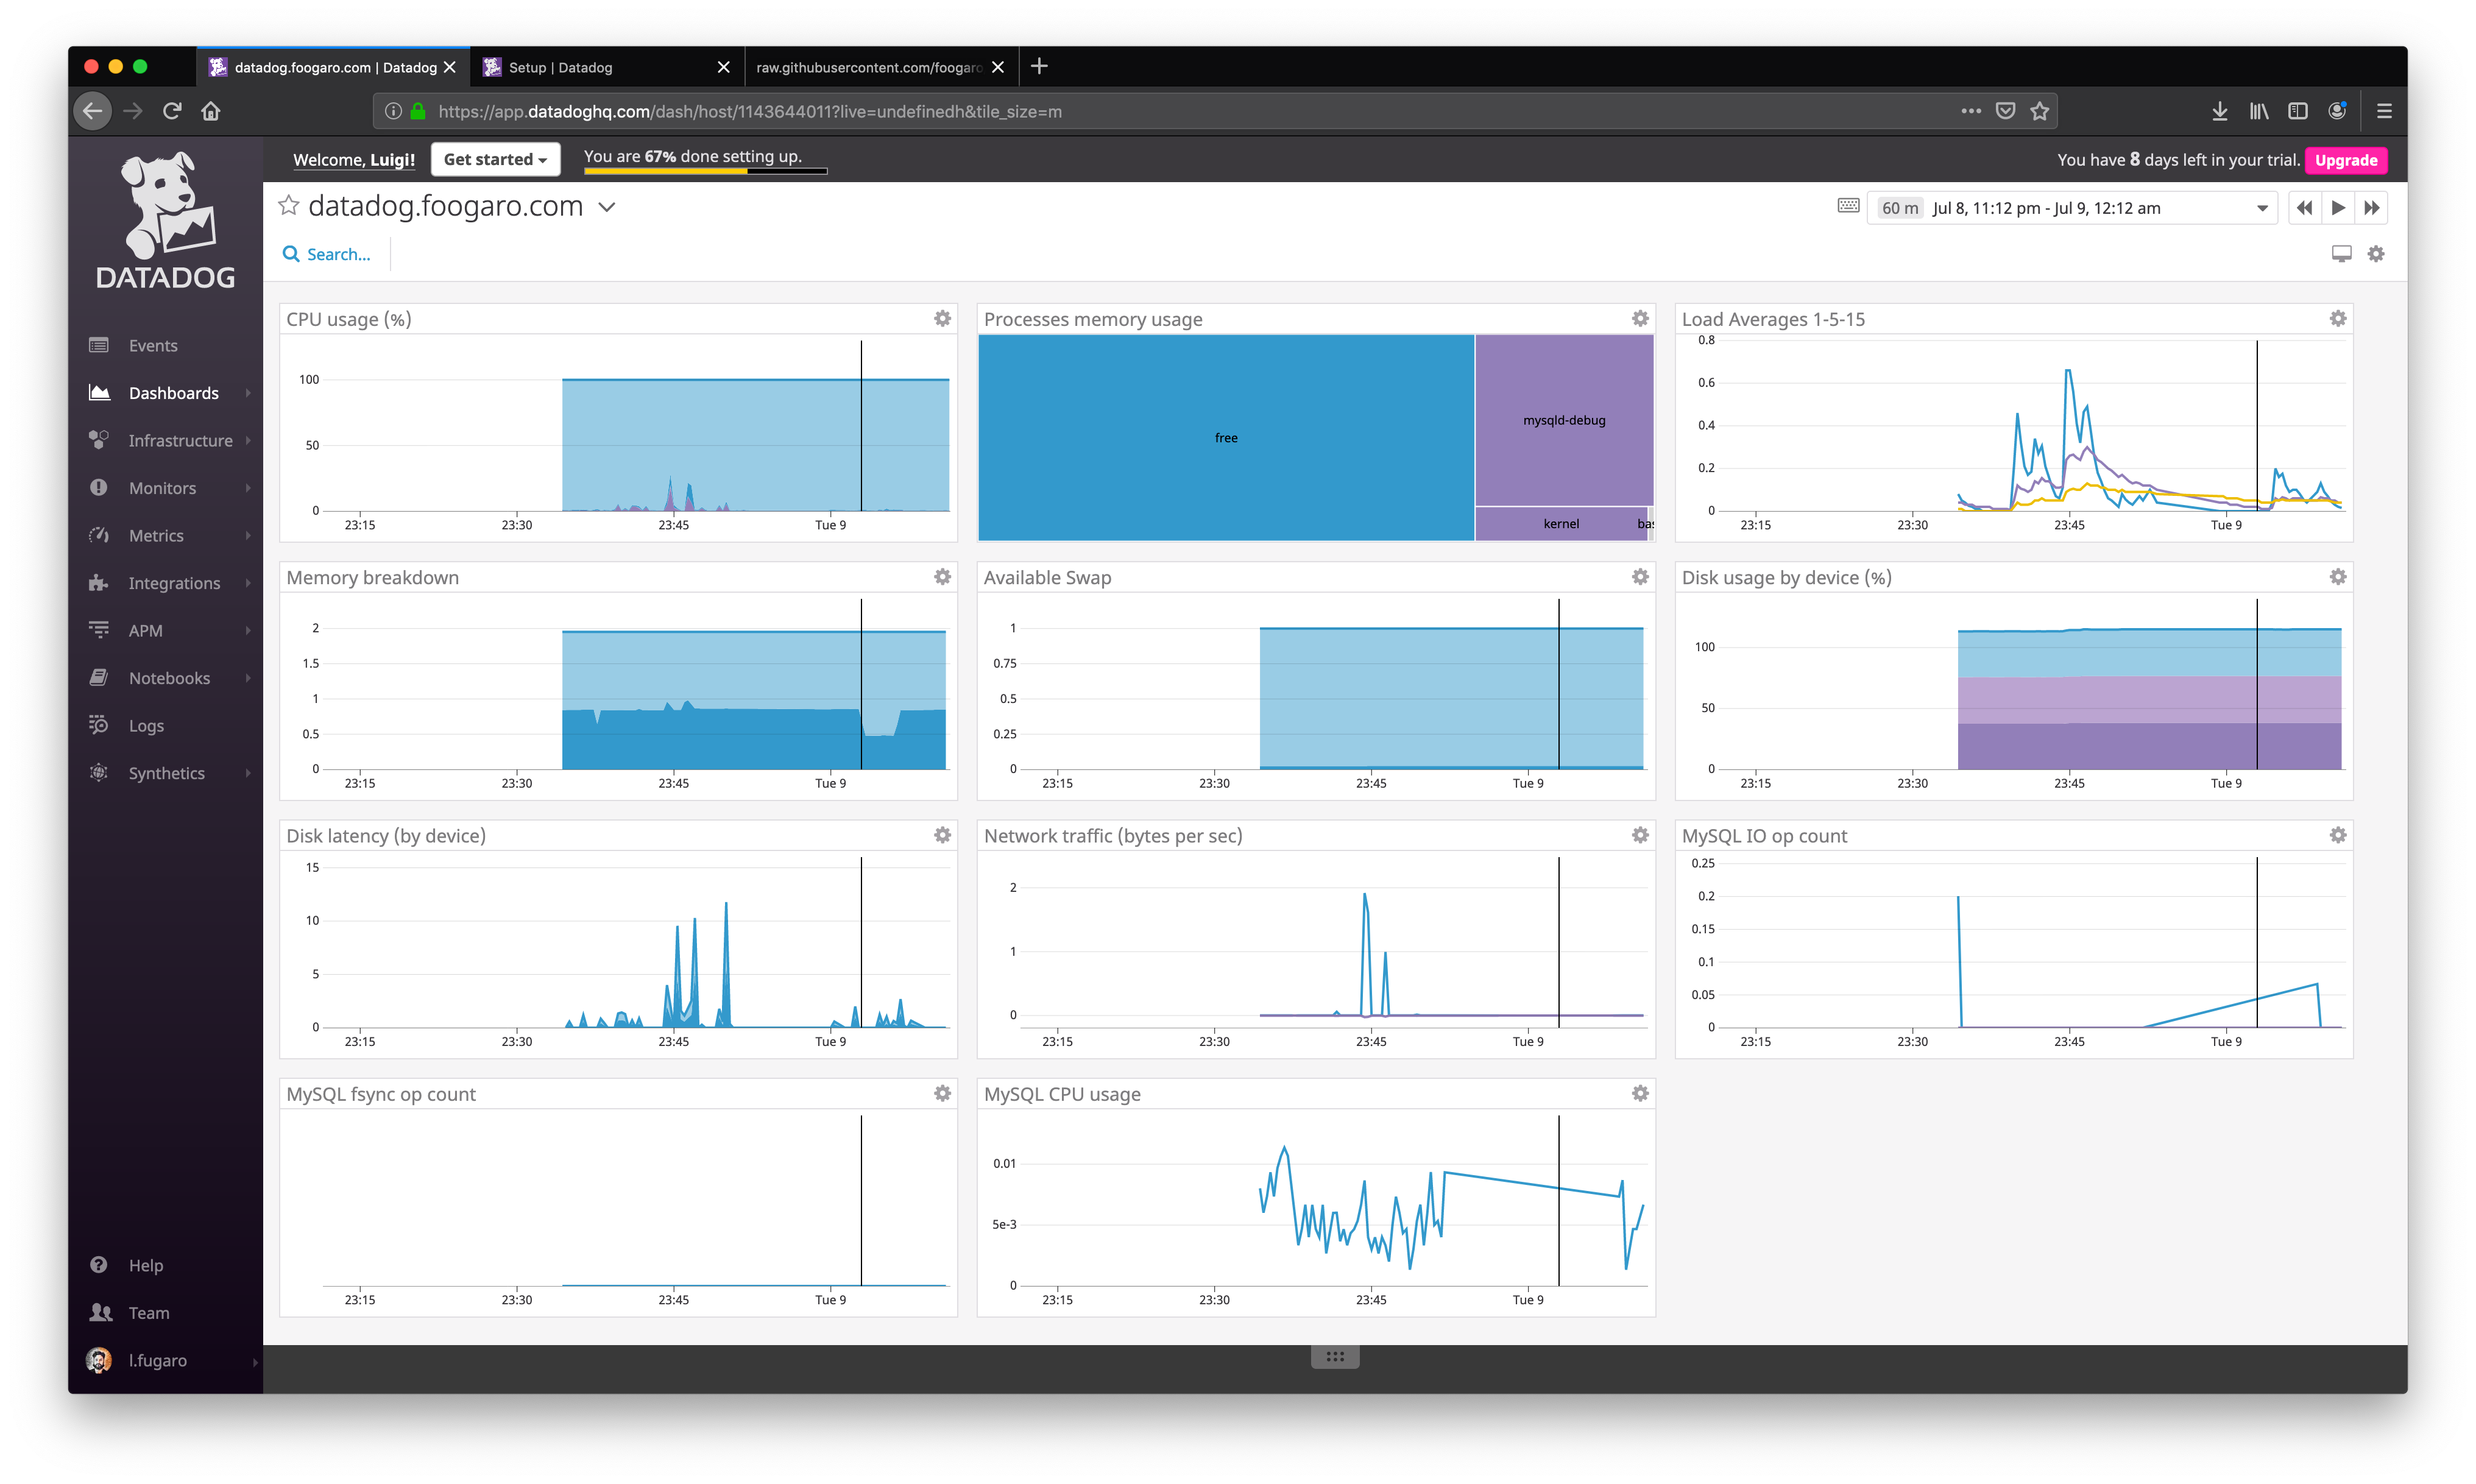 datadog.foogaro.com | Datadog
Setup | Datadog
raw.githubusercontent.com/foogaro
https://app.datadoghq.com/dash/host/1143644011?live=undefinedh&tile_size=m
Welcome, Luigi!
Get started
You are 67% done setting up.
You have 8 days left in your trial.
Upgrade
DATADOG
Events
Dashboards
Infrastructure
Monitors
Metrics
Integrations
APM
Notebooks
Logs
Synthetics
Help
Team
l.fugaro
datadog.foogaro.com
60 m Jul 8, 11:12 pm - Jul 9, 12:12 am
Search...
CPU usage (%)
100
50
0
23:15 23:30 23:45 Tue 9
Processes memory usage
free
mysqld-debug
kernel
bas
Load Averages 1-5-15
0.8
0.6
0.4
0.2
0
23:15 23:30 23:45 Tue 9
Memory breakdown
2
1.5
1
0.5
0
23:15 23:30 23:45 Tue 9
Available Swap
1
0.75
0.5
0.25
0
23:15 23:30 23:45 Tue 9
Disk usage by device (%)
100
50
0
23:15 23:30 23:45 Tue 9
Disk latency (by device)
15
10
5
0
23:15 23:30 23:45 Tue 9
Network traffic (bytes per sec)
2
1
0
23:15 23:30 23:45 Tue 9
MySQL IO op count
0.25
0.2
0.15
0.1
0.05
0
23:15 23:30 23:45 Tue 9
MySQL fsync op count
23:15 23:30 23:45 Tue 9
MySQL CPU usage
0.01
5e-3
0
23:15 23:30 23:45 Tue 9